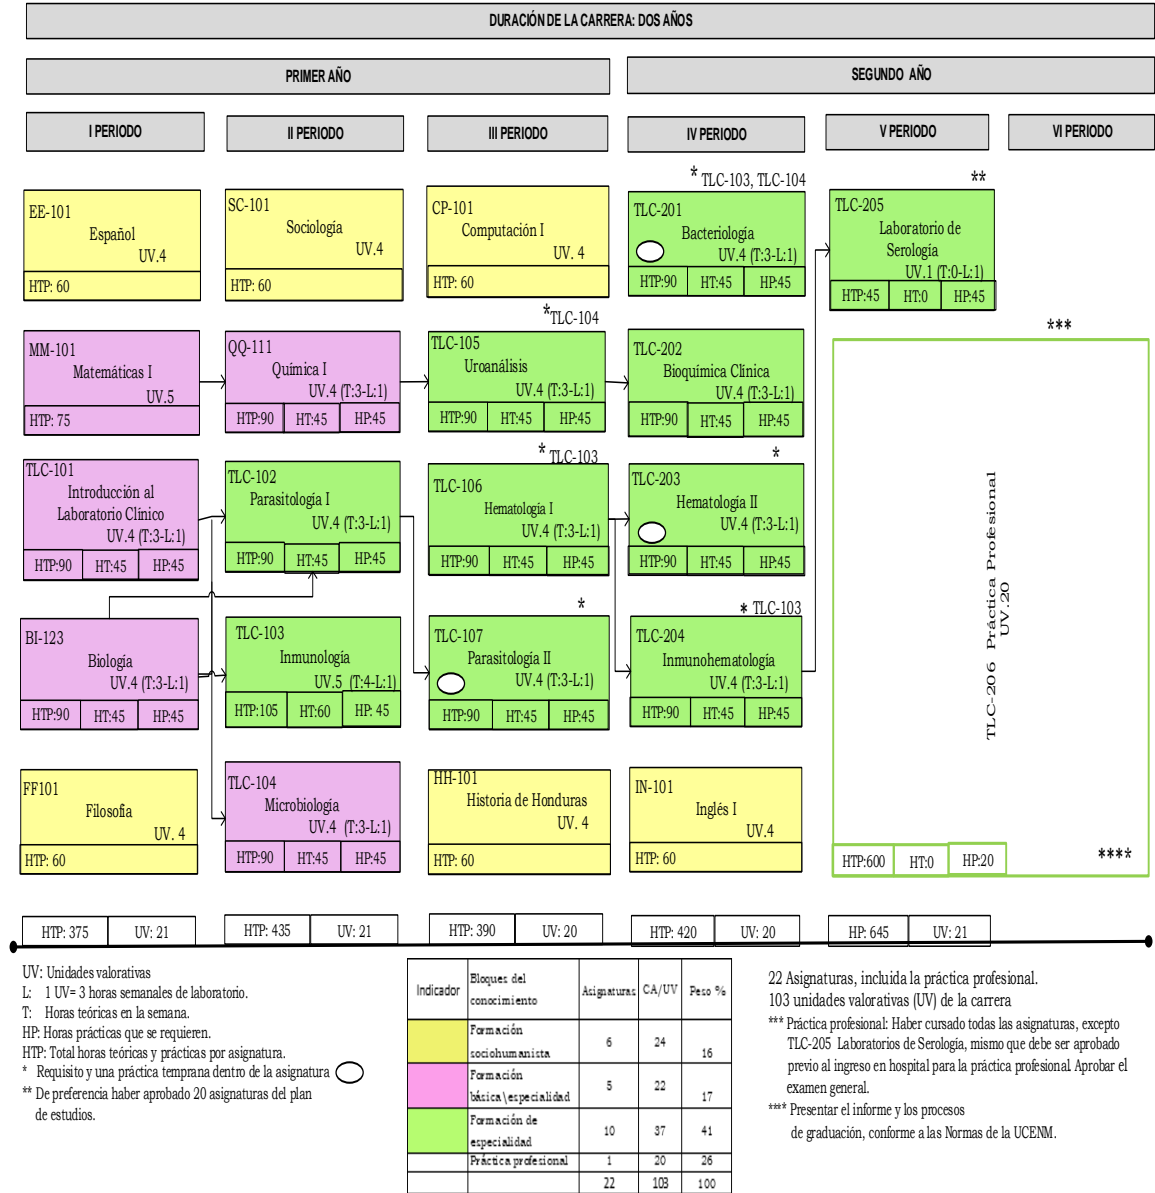 DURACIÓN DE LA CARRERA: DOS AÑOS
PRIMER AÑO
SEGUNDO AÑO
I PERIODO
II PERIODO
III PERIODO
IV PERIODO
V PERIODO
VI PERIODO
EE-101
Español
UV.4
HTP: 60
SC-101
Sociología
UV.4
HTP: 60
CP-101
Computación I
UV. 4
HTP: 60
* TLC-103, TLC-104
TLC-201
Bacteriología
UV.4 (T:3-L:1)
HTP:90 HT:45 HP:45
**
TLC-205
Laboratorio de
Serología
UV.1 (T:0-L:1)
HTP:45 HT:0 HP:45
MM-101
Matemáticas I
UV.5
HTP: 75
QQ-111
Química I
UV.4 (T:3-L:1)
HTP:90 HT:45 HP:45
*TLC-104
TLC-105
Uroanálisis
UV.4 (T:3-L:1)
HTP:90 HT:45 HP:45
TLC-202
Bioquímica Clínica
UV.4 (T:3-L:1)
HTP:90 HT:45 HP:45
TLC-101
Introducción al
Laboratorio Clínico
UV.4 (T:3-L:1)
HTP:90 HT:45 HP:45
TLC-102
Parasitología I
UV.4 (T:3-L:1)
HTP:90 HT:45 HP:45
* TLC-103
TLC-106
Hematología I
UV.4 (T:3-L:1)
HTP:90 HT:45 HP:45
*
TLC-203
Hematología II
UV.4 (T:3-L:1)
HTP:90 HT:45 HP:45
BI-123
Biología
UV.4 (T:3-L:1)
HTP:90 HT:45 HP:45
TLC-103
Inmunología
UV.5 (T:4-L:1)
HTP:105 HT:60 HP: 45
*
TLC-107
Parasitología II
UV.4 (T:3-L:1)
HTP:90 HT:45 HP:45
* TLC-103
TLC-204
Inmunohematología
UV.4 (T:3-L:1)
HTP:90 HT:45 HP:45
FF101
Filosofía
UV. 4
HTP: 60
TLC-104
Microbiología
UV.4 (T:3-L:1)
HTP:90 HT:45 HP:45
HH-101
Historia de Honduras
UV. 4
HTP: 60
IN-101
Inglés I
UV.4
HTP: 60
***
TLC-206 Práctica Profesional
UV.20
HTP:600 HT:0 HP:20
****
HTP: 375 UV: 21
HTP: 435 UV: 21
HTP: 390 UV: 20
HTP: 420 UV: 20
HP: 645 UV: 21
UV: Unidades valorativas
L: 1 UV= 3 horas semanales de laboratorio.
T: Horas teóricas en la semana.
HP: Horas prácticas que se requieren.
HTP: Total horas teóricas y prácticas por asignatura.
* Requisito y una práctica temprana dentro de la asignatura
** De preferencia haber aprobado 20 asignaturas del plan
de estudios.
Indicador Bloques del conocimiento Asignaturas CA/UV Peso %
Formación sociohumanista 6 24 16
Formación básica\especialidad 5 22 17
Formación de especialidad 10 37 41
Práctica profesional 1 20 26
22 103 100
22 Asignaturas, incluida la práctica profesional.
103 unidades valorativas (UV) de la carrera
*** Práctica profesional: Haber cursado todas las asignaturas, excepto
TLC-205 Laboratorios de Serología, mismo que debe ser aprobado
previo al ingreso en hospital para la práctica profesional Aprobar el
examen general.
**** Presentar el informe y los procesos
de graduación, conforme a las Normas de la UCENM.